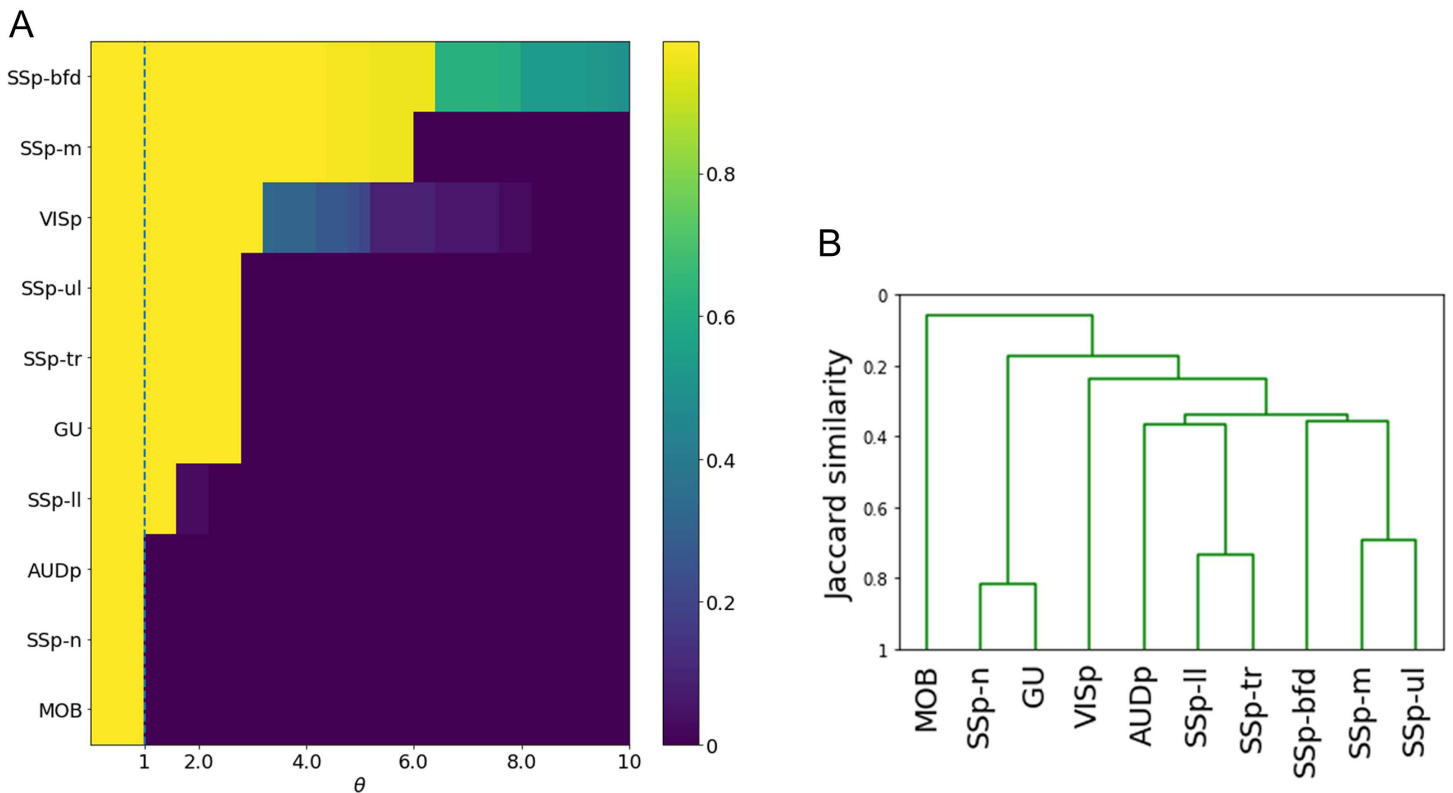 A
SSp-bfd
SSp-m
VISp
SSp-ul
SSp-tr
GU
SSp-ll
AUDp
SSp-n
MOB
1 2.0 4.0 6.0 8.0 10
θ
0.8
0.6
0.4
0.2
0
B
Jaccard similarity
0
0.2
0.4
0.6
0.8
1
MOB
SSp-n
GU
VISp
AUDp
SSp-ll
SSp-tr
SSp-bfd
SSp-m
SSp-ul